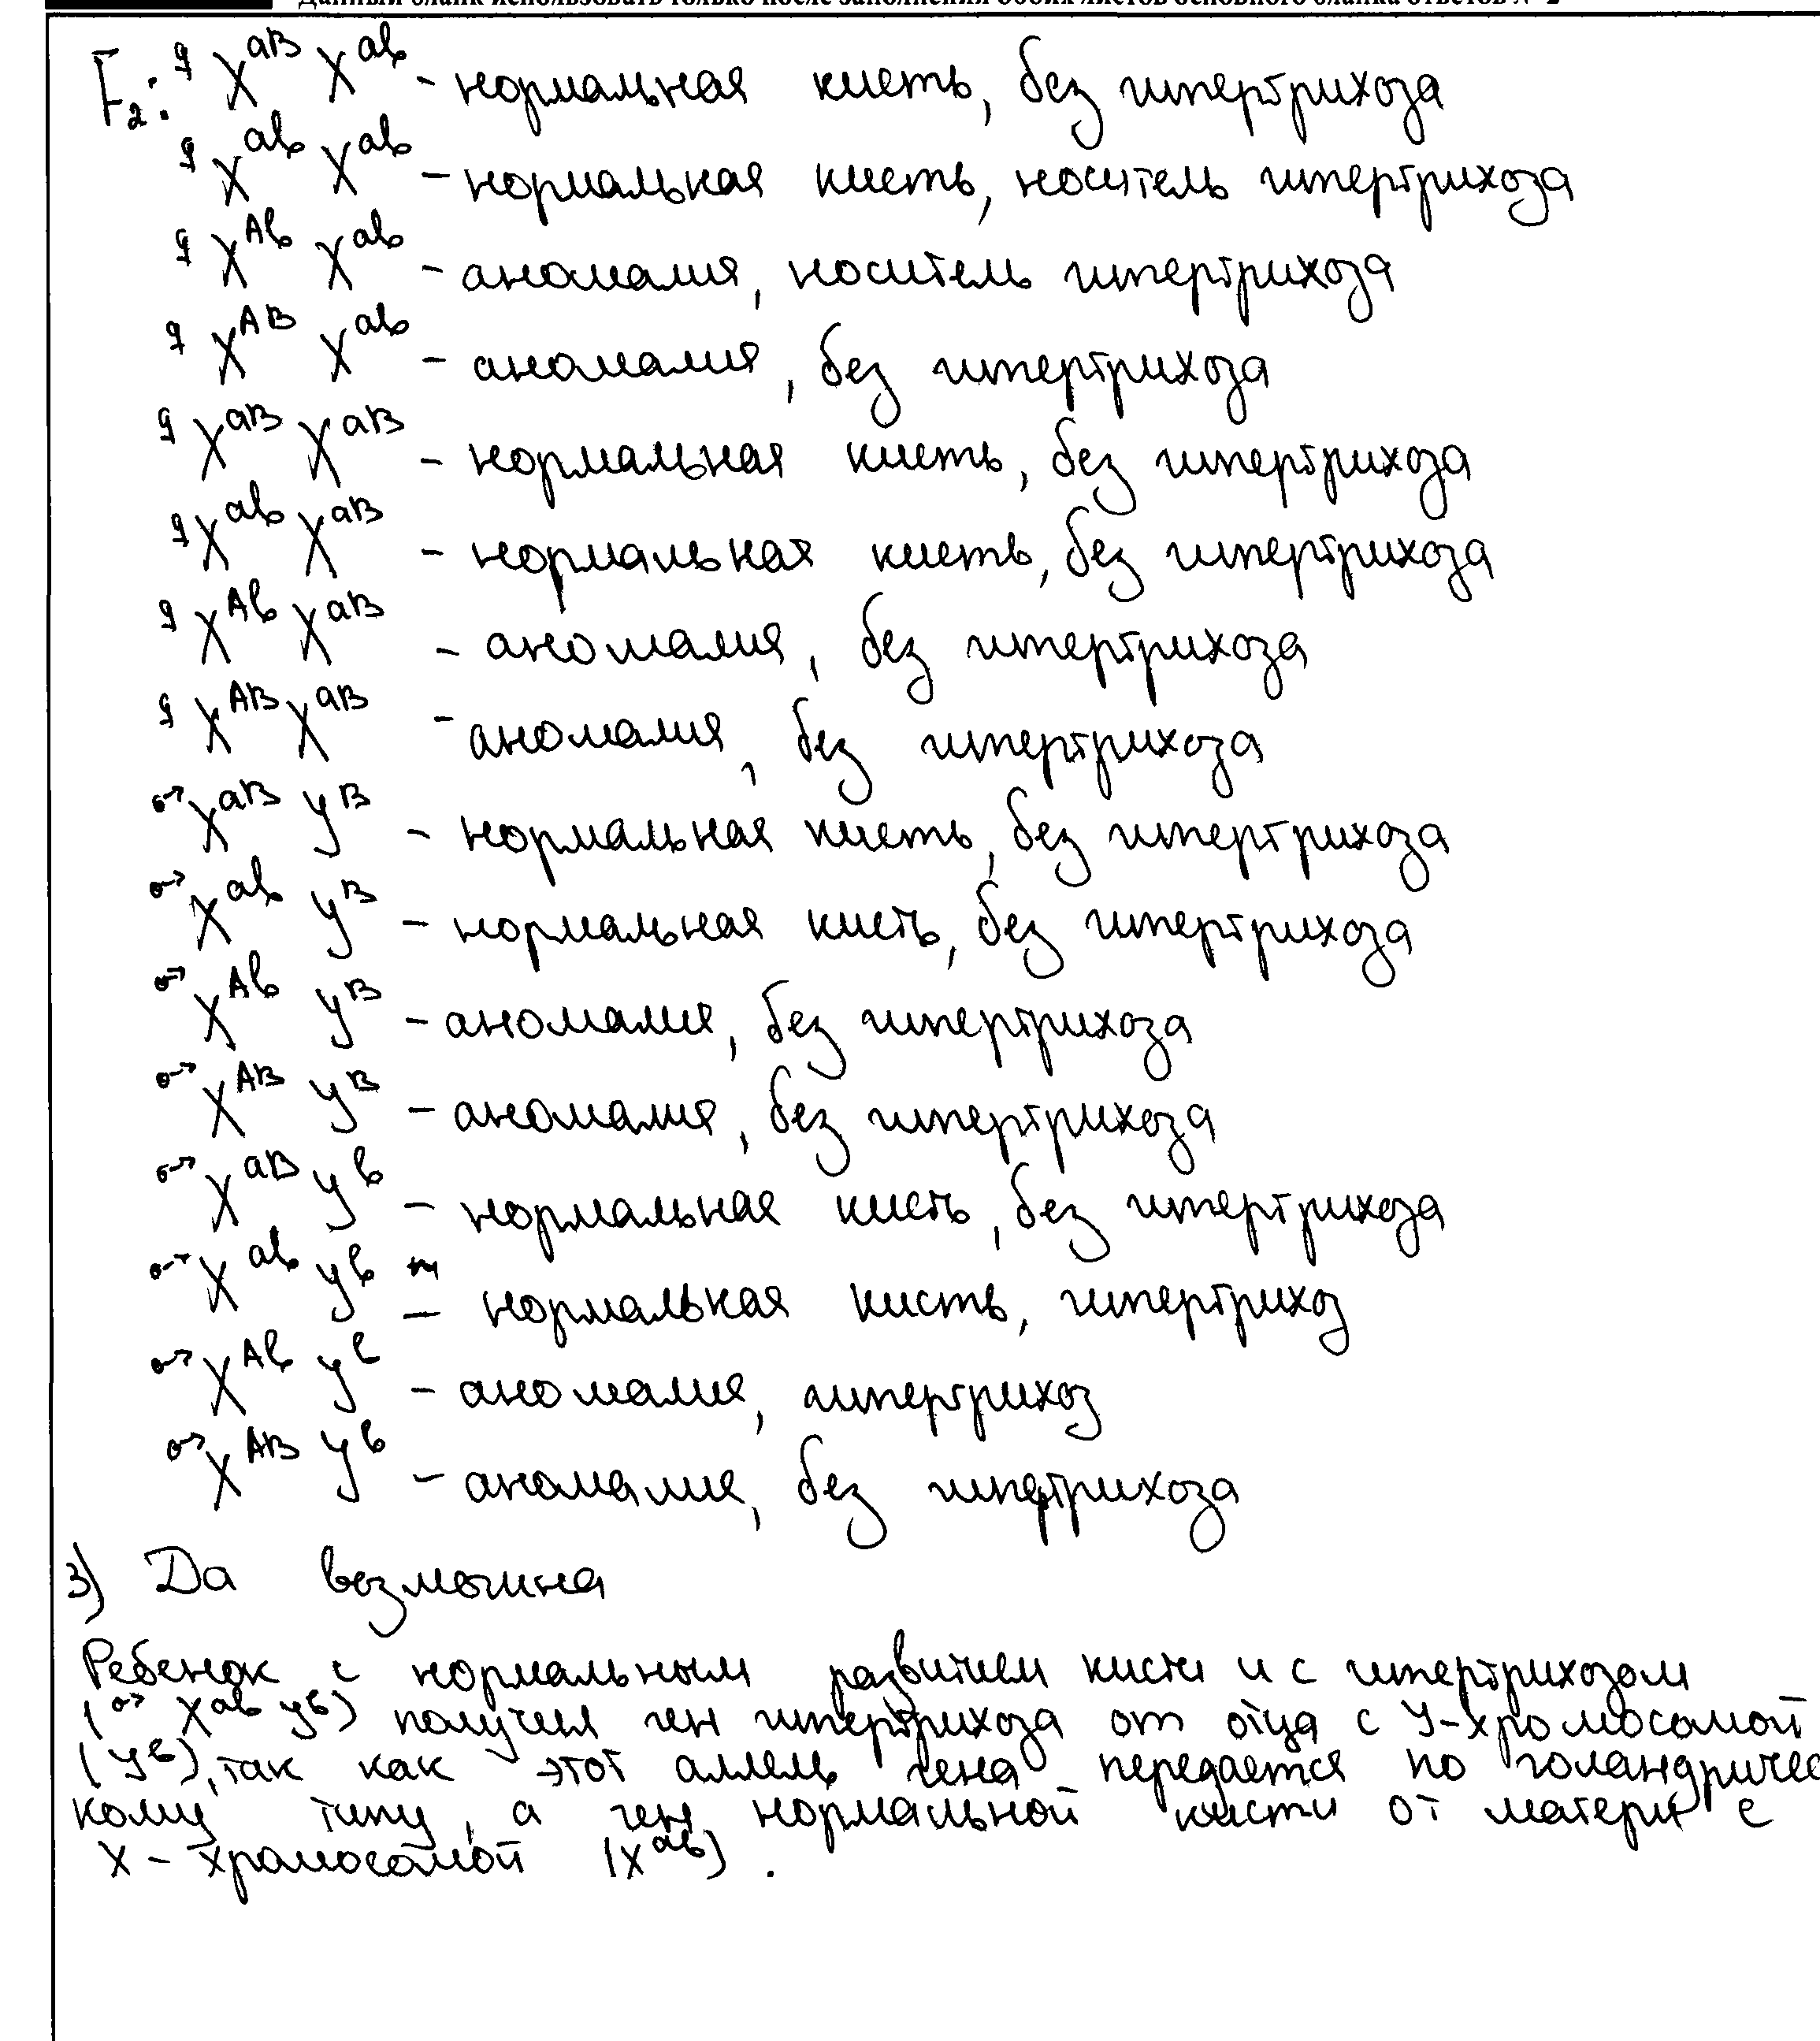 Данный бланк использовать только после заполнения обоих листов основного бланка ответов № 2
F₂: ♀ X^aB X^ab - нормальная кисть, без гипертрихоза
♀ X^ab X^ab - нормальная кисть, носитель гипертрихоза
♀ X^Ab X^ab - аномалия, носитель гипертрихоза
♀ X^AB X^ab - аномалия, без гипертрихоза
♀ X^aB X^aB - нормальная кисть, без гипертрихоза
♀ X^ab X^aB - нормальная кисть, без гипертрихоза
♀ X^Ab X^aB - аномалия, без гипертрихоза
♀ X^AB X^aB - аномалия, без гипертрихоза
♂ X^aB y^B - нормальная кисть, без гипертрихоза
♂ X^ab y^B - нормальная кисть, без гипертрихоза
♂ X^Ab y^B - аномалия, без гипертрихоза
♂ X^AB y^B - аномалия, без гипертрихоза
♂ X^aB y^b - нормальная кисть, без гипертрихоза
♂ X^ab y^b - нормальная кисть, гипертрихоз
♂ X^Ab y^b - аномалия, гипертрихоз
♂ X^AB y^b - аномалия, без гипертрихоза
3) Да возможна
Ребенок с нормальным развитием кисти и с гипертрихозом
(♂ X^ab y^b) получил ген гипертрихоза от отца с У-хромосомой
(У^b), так как этот аллель гена передается по голандричес
кому типу, а ген нормальной кисти от матери с
X - хромосомой (X^ab).